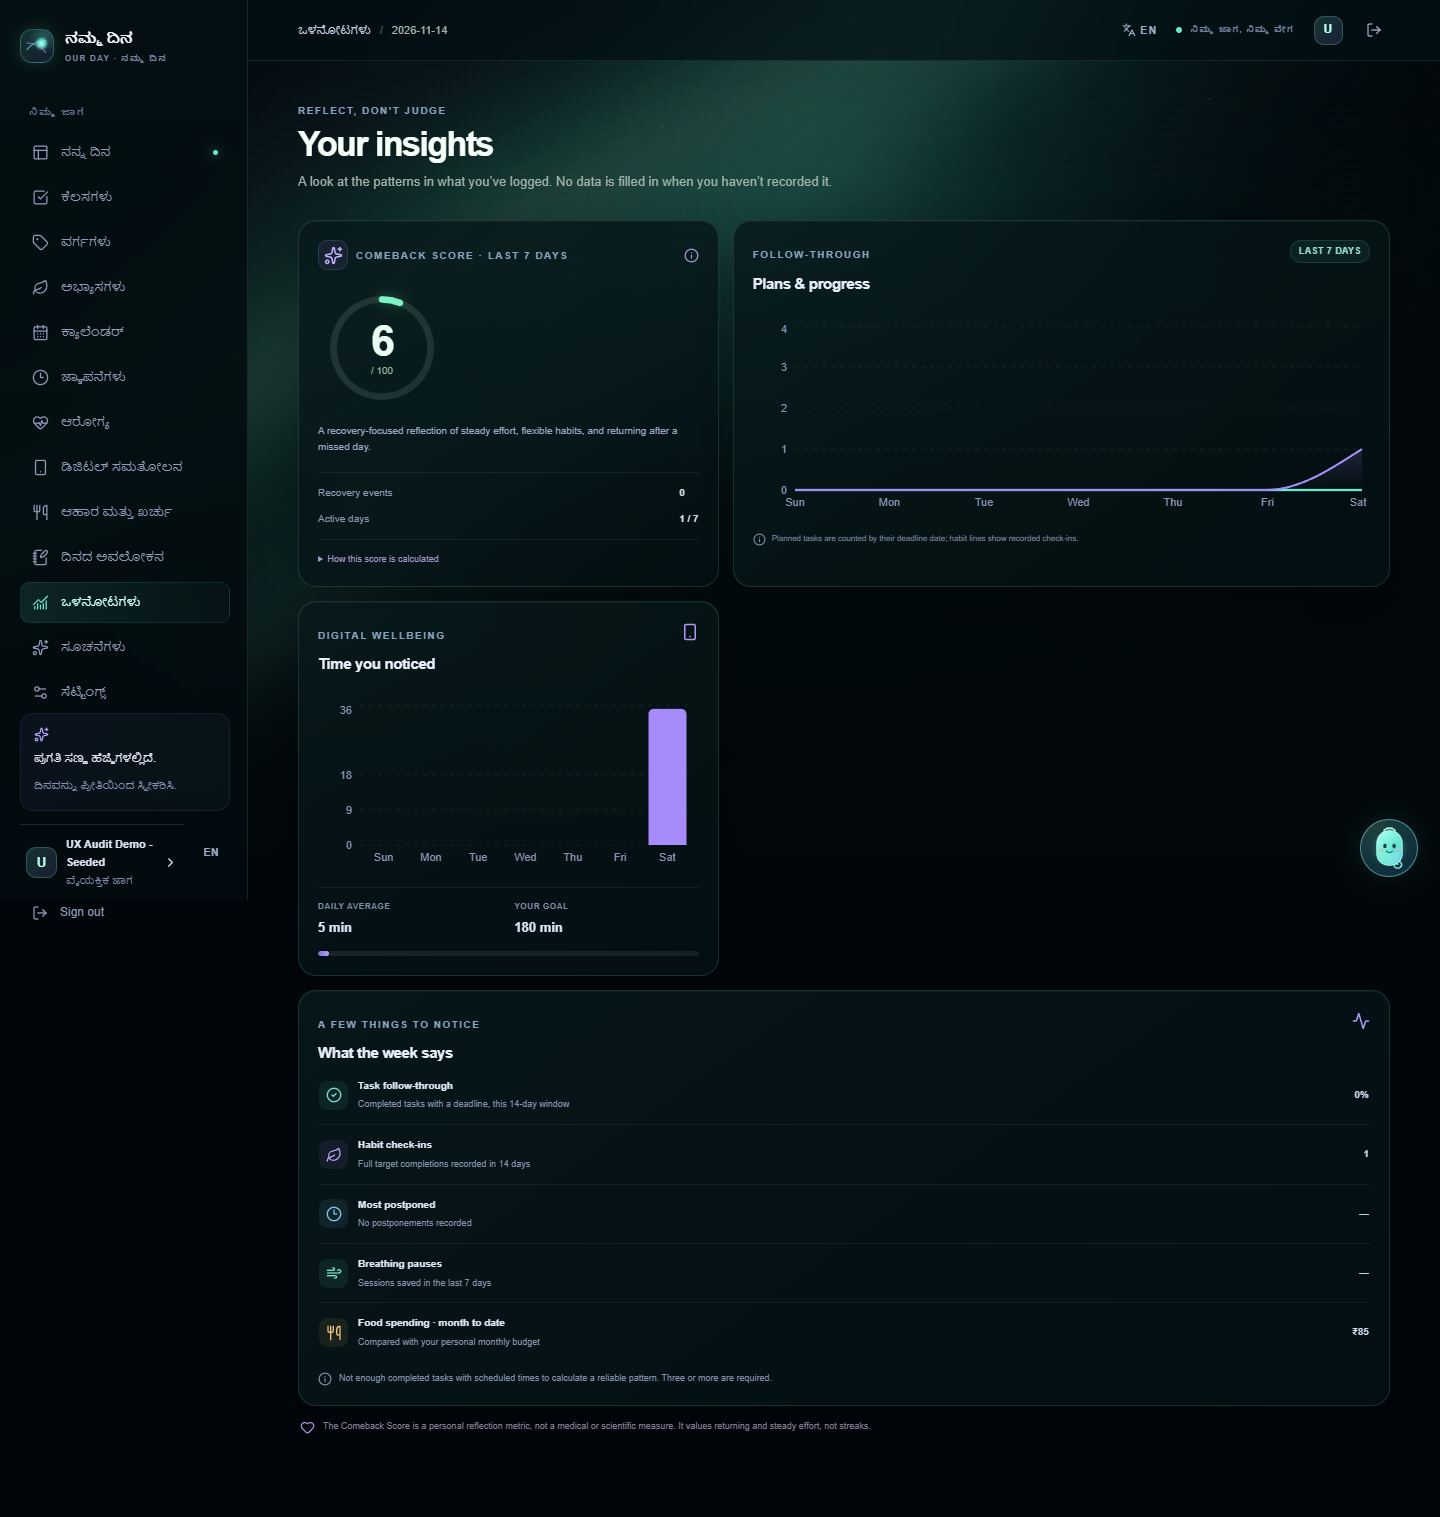 ನಮ್ಮ ದಿನ
OUR DAY · ನಮ್ಮ ದಿನ
ನಿಮ್ಮ ಜಾಗ
ನನ್ನ ದಿನ
ಕೆಲಸಗಳು
ವರ್ಗಗಳು
ಅಭ್ಯಾಸಗಳು
ಕ್ಯಾಲೆಂಡರ್
ಜ್ಞಾಪನೆಗಳು
ಆರೋಗ್ಯ
ಡಿಜಿಟಲ್ ಸಮತೋಲನ
ಆಹಾರ ಮತ್ತು ಖರ್ಚು
ದಿನದ ಅವಲೋಕನ
ಒಳನೋಟಗಳು
ಸೂಚನೆಗಳು
ಸೆಟ್ಟಿಂಗ್ಸ್
ಪ್ರಗತಿ ಸಣ್ಣ ಹೆಜ್ಜೆಗಳಲ್ಲಿದೆ.
ದಿನವನ್ನು ಪ್ರೀತಿಯಿಂದ ಸ್ವೀಕರಿಸಿ.
U
UX Audit Demo -
Seeded
ವೈಯಕ್ತಿಕ ಜಾಗ
EN
Sign out
ಒಳನೋಟಗಳು / 2026-11-14
EN
ನಿಮ್ಮ ಜಾಗ, ನಿಮ್ಮ ವೇಗ
U
REFLECT, DON'T JUDGE
Your insights
A look at the patterns in what you've logged. No data is filled in when you haven't recorded it.
COMEBACK SCORE · LAST 7 DAYS
6
/ 100
A recovery-focused reflection of steady effort, flexible habits, and returning after a
missed day.
Recovery events 0
Active days 1 / 7
How this score is calculated
FOLLOW-THROUGH
LAST 7 DAYS
Plans & progress
4
3
2
1
0
Sun Mon Tue Wed Thu Fri Sat
Planned tasks are counted by their deadline date; habit lines show recorded check-ins.
DIGITAL WELLBEING
Time you noticed
36
18
9
0
Sun Mon Tue Wed Thu Fri Sat
DAILY AVERAGE YOUR GOAL
5 min 180 min
A FEW THINGS TO NOTICE
What the week says
Task follow-through
Completed tasks with a deadline, this 14-day window
0%
Habit check-ins
Full target completions recorded in 14 days
1
Most postponed
No postponements recorded
—
Breathing pauses
Sessions saved in the last 7 days
—
Food spending · month to date
Compared with your personal monthly budget
₹85
Not enough completed tasks with scheduled times to calculate a reliable pattern. Three or more are required.
The Comeback Score is a personal reflection metric, not a medical or scientific measure. It values returning and steady effort, not streaks.